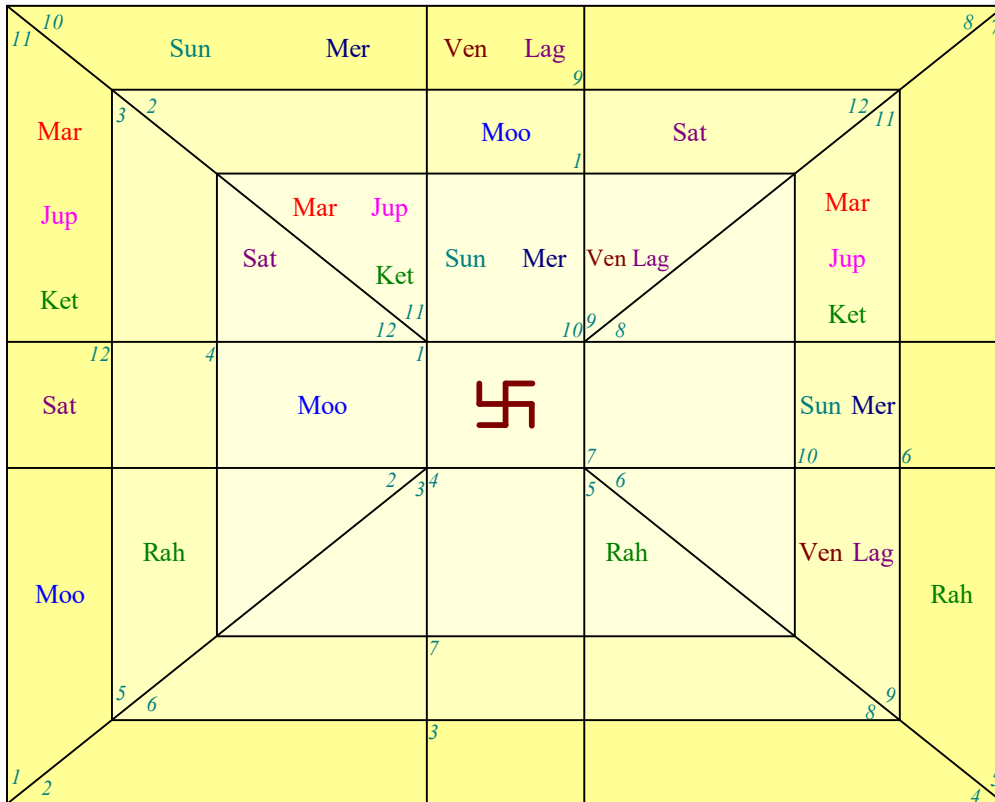 10 8 7
11 Sun Mer Ven Lag
9
3 2 12 11
Mar Moo Sat
1
Mar Jup Mar
Jup Sat Sun Mer Ven Lag Jup
Ket Ket Ket
11 9
12 10 8
12 4 1
Sat Moo Sun Mer
7 10 6
2 3 4 5 6
Rah Rah Ven Lag
Moo Rah
7
5 6 9 8
3
1 2 4 5